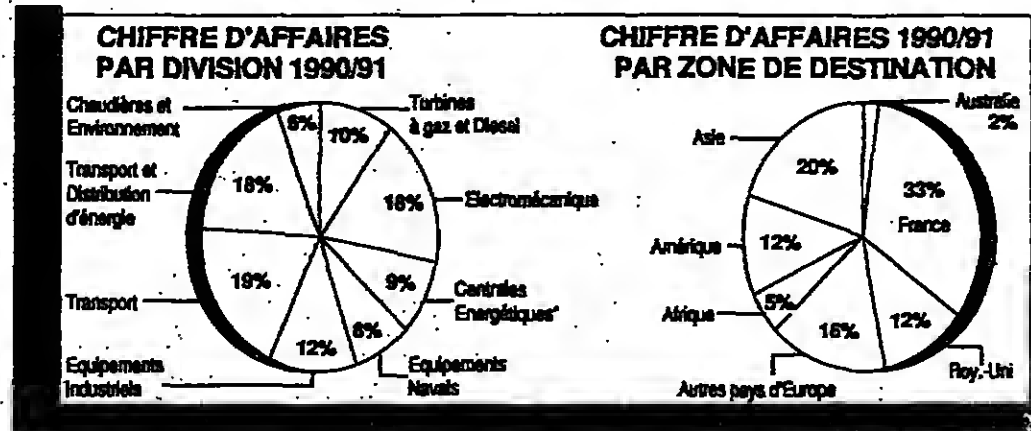 CHIFFRE D'AFFAIRES
PAR DIVISION 1990/91
Chaudières et
Environnement
6%
10%
Turbines
à gaz et Diesel
Transport et
Distribution
d'énergie
18%
18%
Electromécanique
Transport
19%
9%
Centrales
Energétiques*
Equipements
Industriels
12%
8%
Equipements
Navals
CHIFFRE D'AFFAIRES 1990/91
PAR ZONE DE DESTINATION
Australie
2%
Asie
20%
33%
France
Amérique
12%
Afrique
5%
16%
12%
Roy.-Uni
Autres pays d'Europe